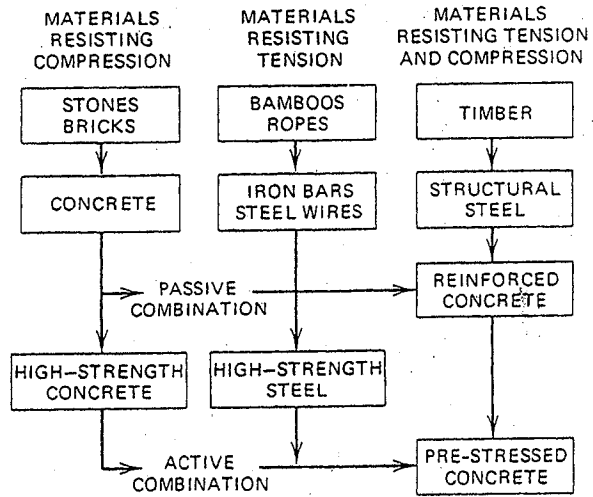 MATERIALS
RESISTING
COMPRESSION
MATERIALS
RESISTING
TENSION
MATERIALS
RESISTING TENSION
AND COMPRESSION
STONES
BRICKS
BAMBOOS
ROPES
TIMBER
CONCRETE
IRON BARS
STEEL WIRES
STRUCTURAL
STEEL
PASSIVE
COMBINATION
REINFORCED
CONCRETE
HIGH-STRENGTH
CONCRETE
HIGH-STRENGTH
STEEL
ACTIVE
COMBINATION
PRE-STRESSED
CONCRETE